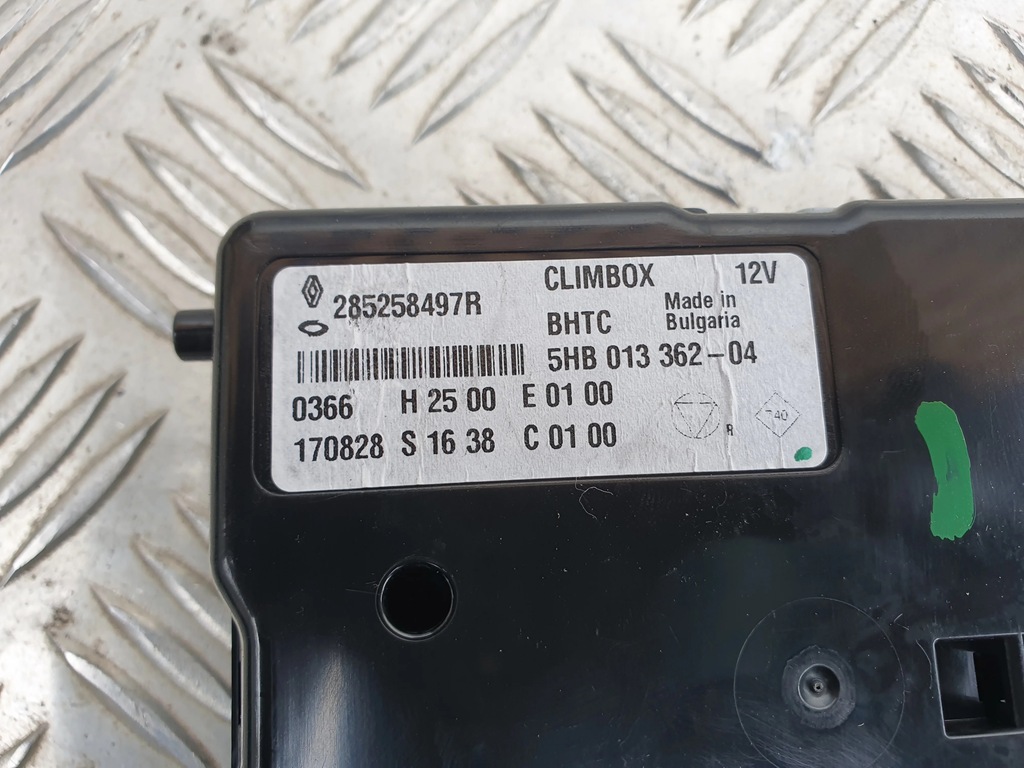 285258497R CLIMBOX 12V
BHTC Made in
Bulgaria
5HB 013 362-04
0366 H 25 00 E 01 00
R
170828 S 16 38 C 01 00